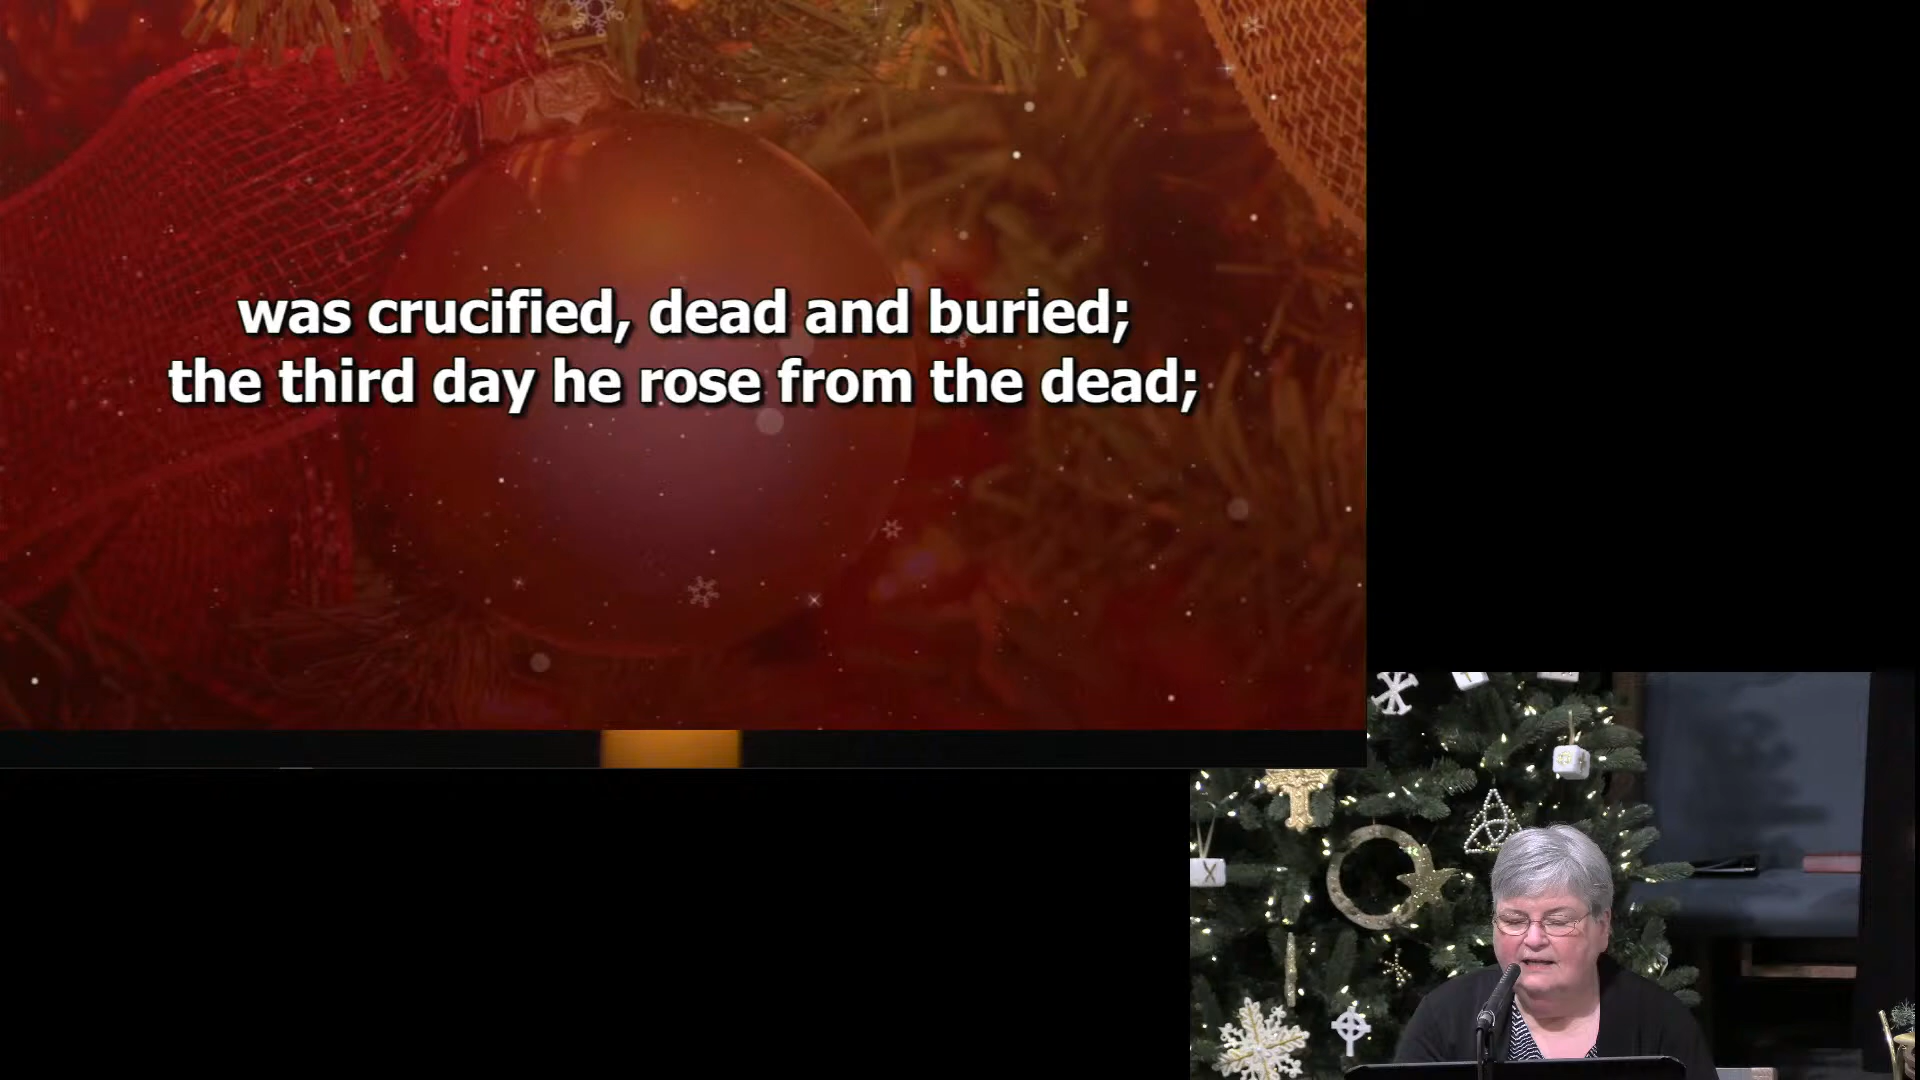 was crucified, dead and buried;
the third day he rose from the dead;